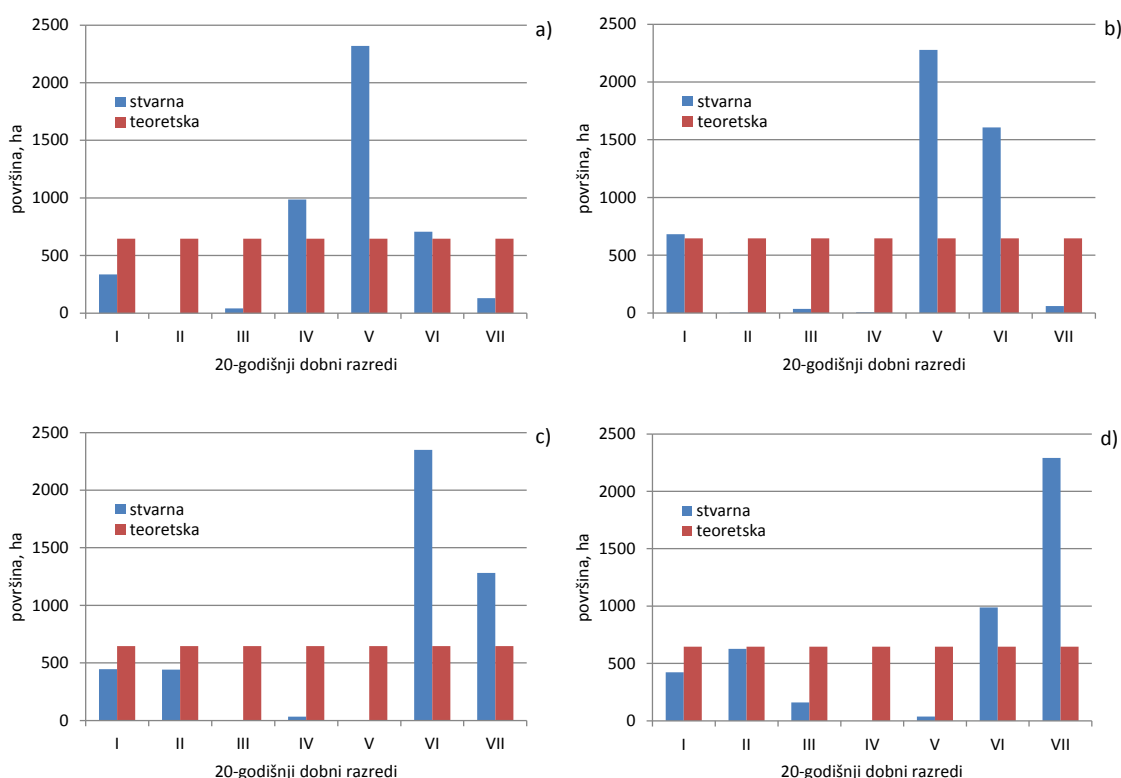 a)
2500
2000
1500
1000
500
0
površina, ha
stvarna
teoretska
I II III IV V VI VII
20-godišnji dobni razredi
b)
2500
2000
1500
1000
500
0
površina, ha
stvarna
teoretska
I II III IV V VI VII
20-godišnji dobni razredi
c)
2500
2000
1500
1000
500
0
površina, ha
stvarna
teoretska
I II III IV V VI VII
20-godišnji dobni razredi
d)
2500
2000
1500
1000
500
0
površina, ha
stvarna
teoretska
I II III IV V VI VII
20-godišnji dobni razredi